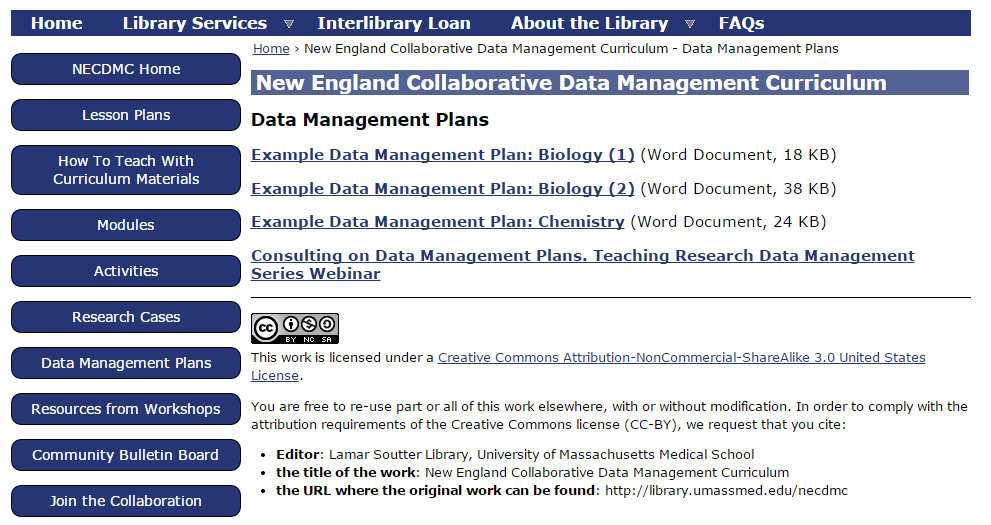 Home Library Services Interlibrary Loan About the Library FAQs
Home › New England Collaborative Data Management Curriculum - Data Management Plans
NECDMC Home
Lesson Plans
How To Teach With
Curriculum Materials
Modules
Activities
Research Cases
Data Management Plans
Resources from Workshops
Community Bulletin Board
Join the Collaboration
New England Collaborative Data Management Curriculum
Data Management Plans
Example Data Management Plan: Biology (1) (Word Document, 18 KB)
Example Data Management Plan: Biology (2) (Word Document, 38 KB)
Example Data Management Plan: Chemistry (Word Document, 24 KB)
Consulting on Data Management Plans. Teaching Research Data Management
Series Webinar
cc
BY NC SA
This work is licensed under a Creative Commons Attribution-NonCommercial-ShareAlike 3.0 United States
License.
You are free to re-use part or all of this work elsewhere, with or without modification. In order to comply with the
attribution requirements of the Creative Commons license (CC-BY), we request that you cite:
• Editor: Lamar Soutter Library, University of Massachusetts Medical School
• the title of the work: New England Collaborative Data Management Curriculum
• the URL where the original work can be found: http://library.umassmed.edu/necdmc